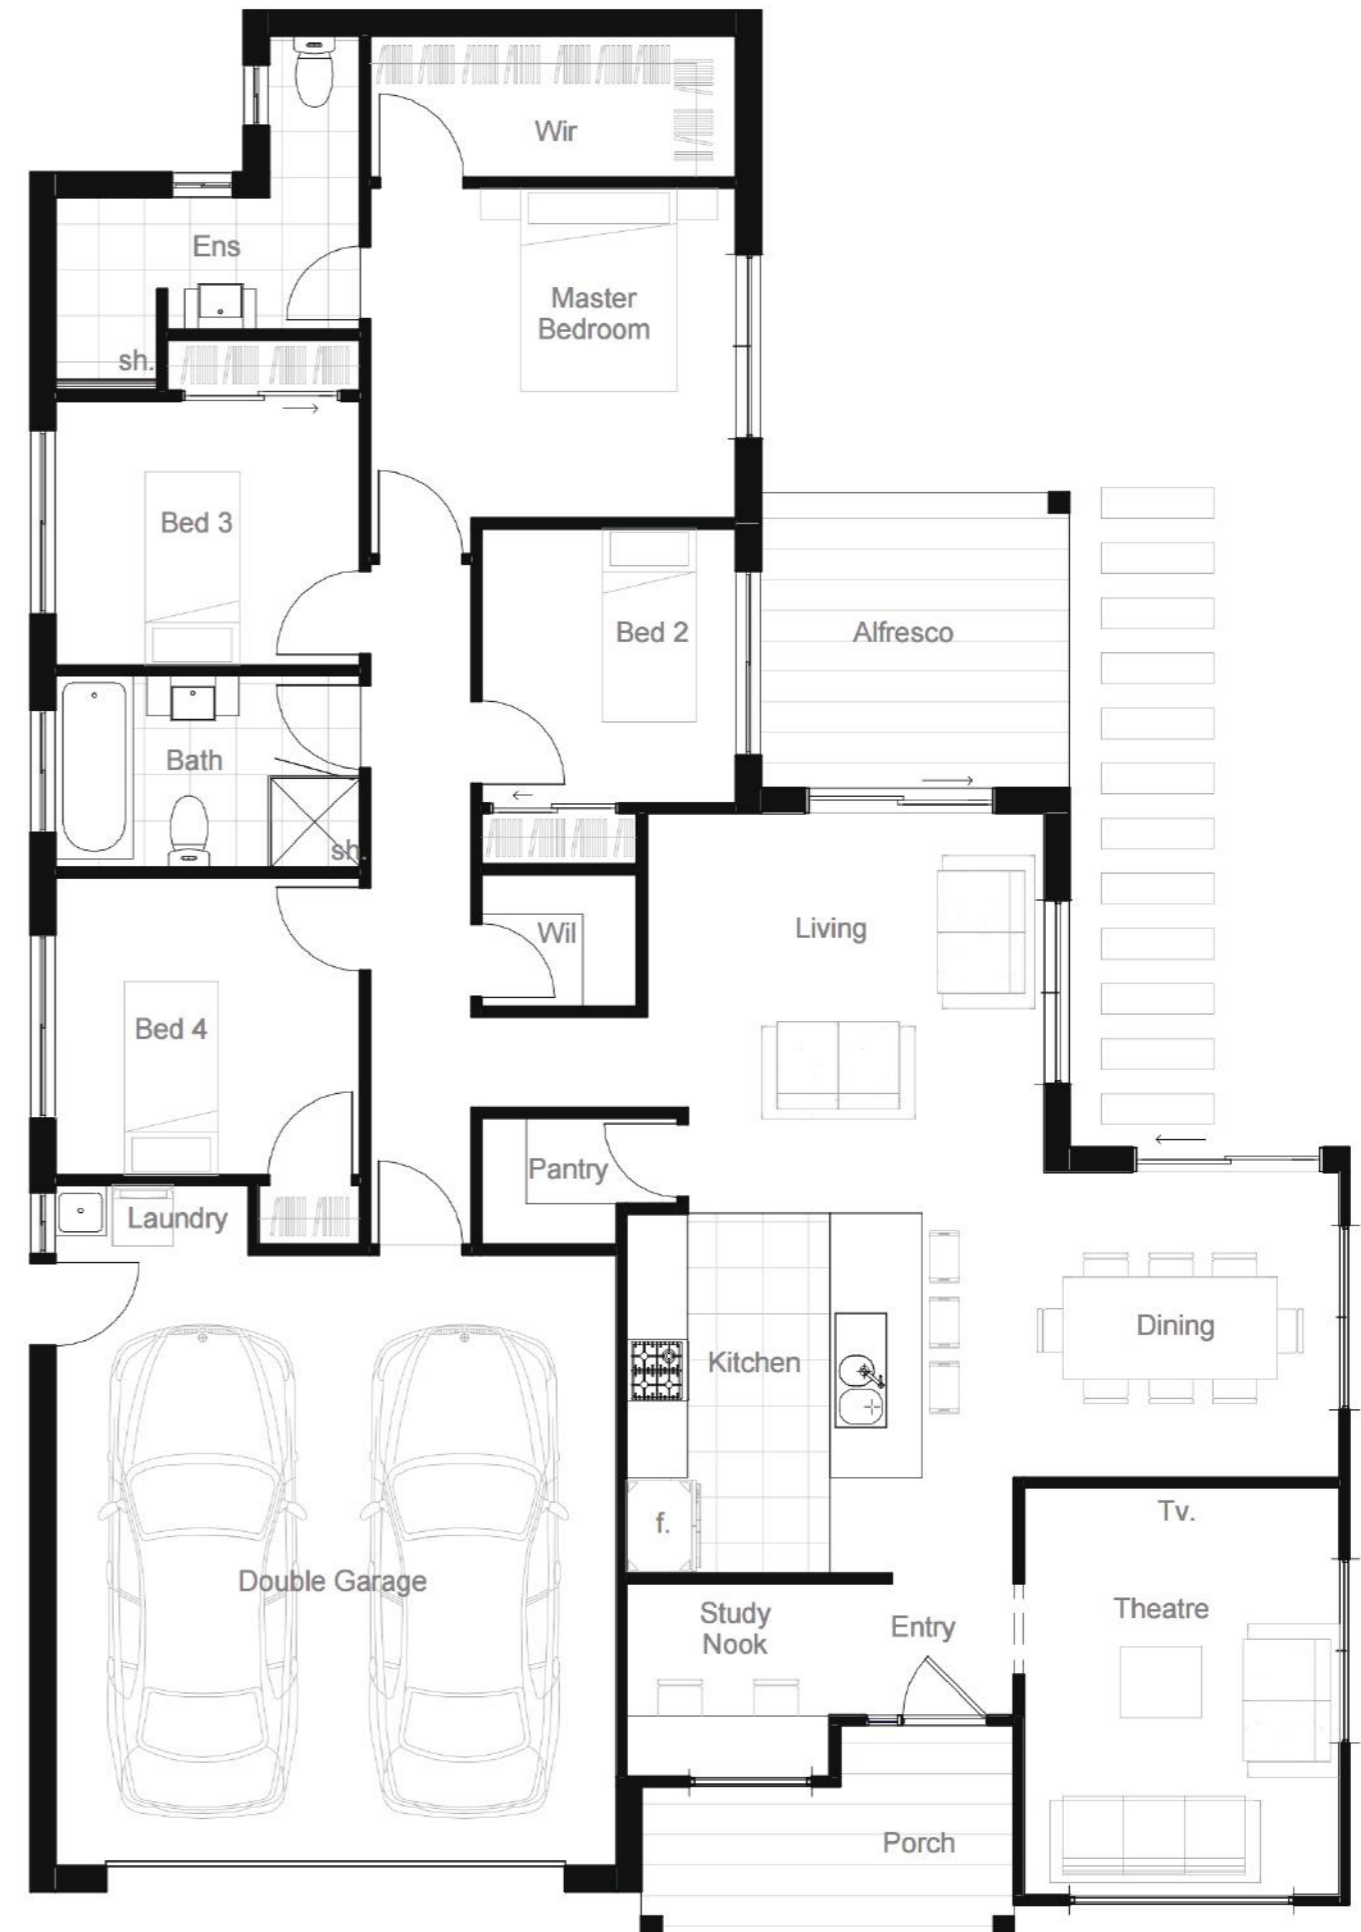 Wir
Ens
Master
Bedroom
sh.
Bed 3
Bed 2
Alfresco
Bath
sh.
Living
Wil
Bed 4
Pantry
Laundry
Dining
Kitchen
Tv.
f.
Double Garage
Theatre
Study
Nook
Entry
Porch